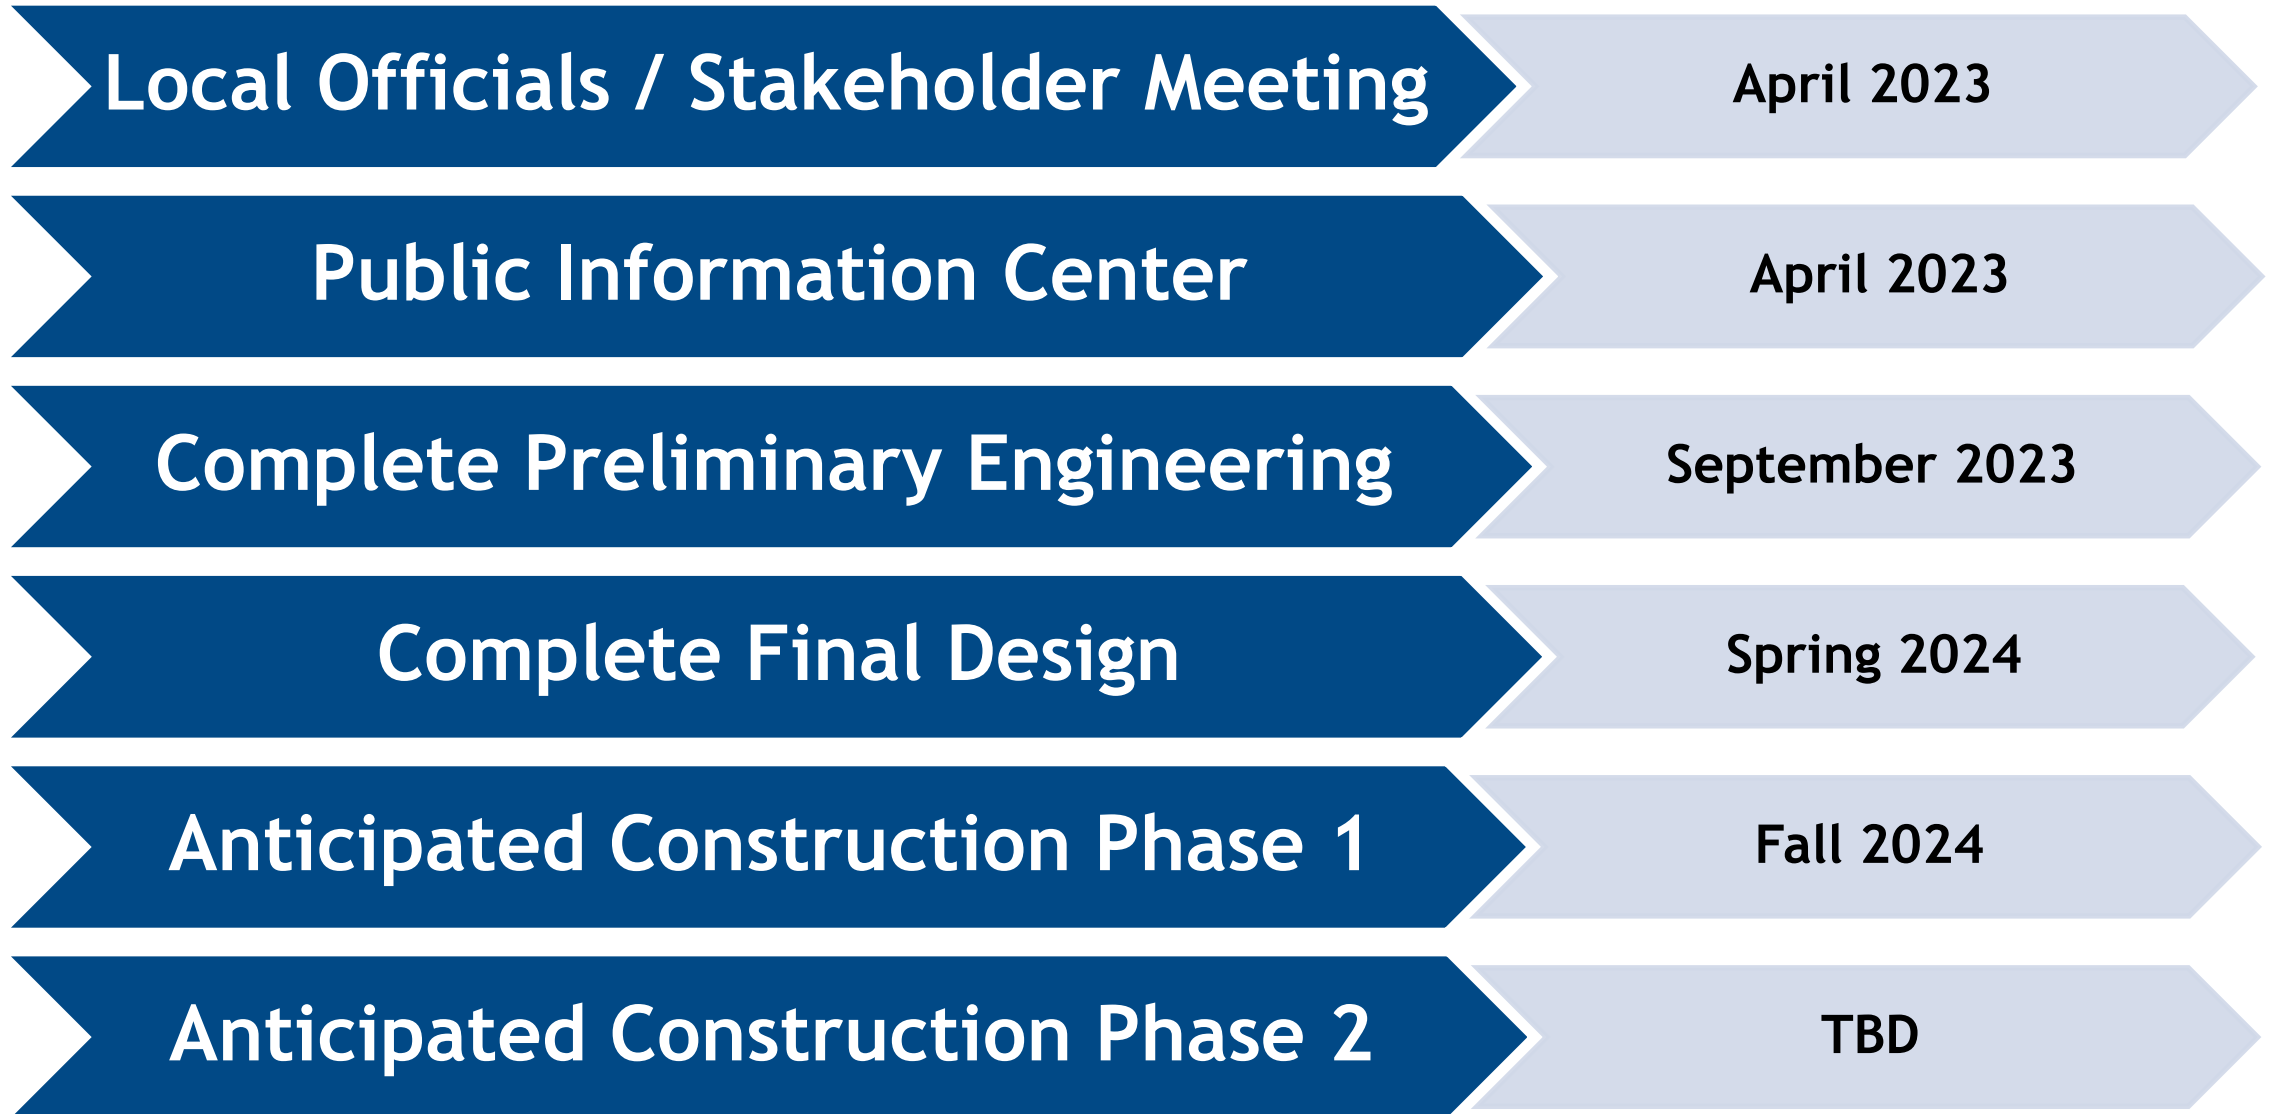 Local Officials / Stakeholder Meeting
April 2023
Public Information Center
April 2023
Complete Preliminary Engineering
September 2023
Complete Final Design
Spring 2024
Anticipated Construction Phase 1
Fall 2024
Anticipated Construction Phase 2
TBD